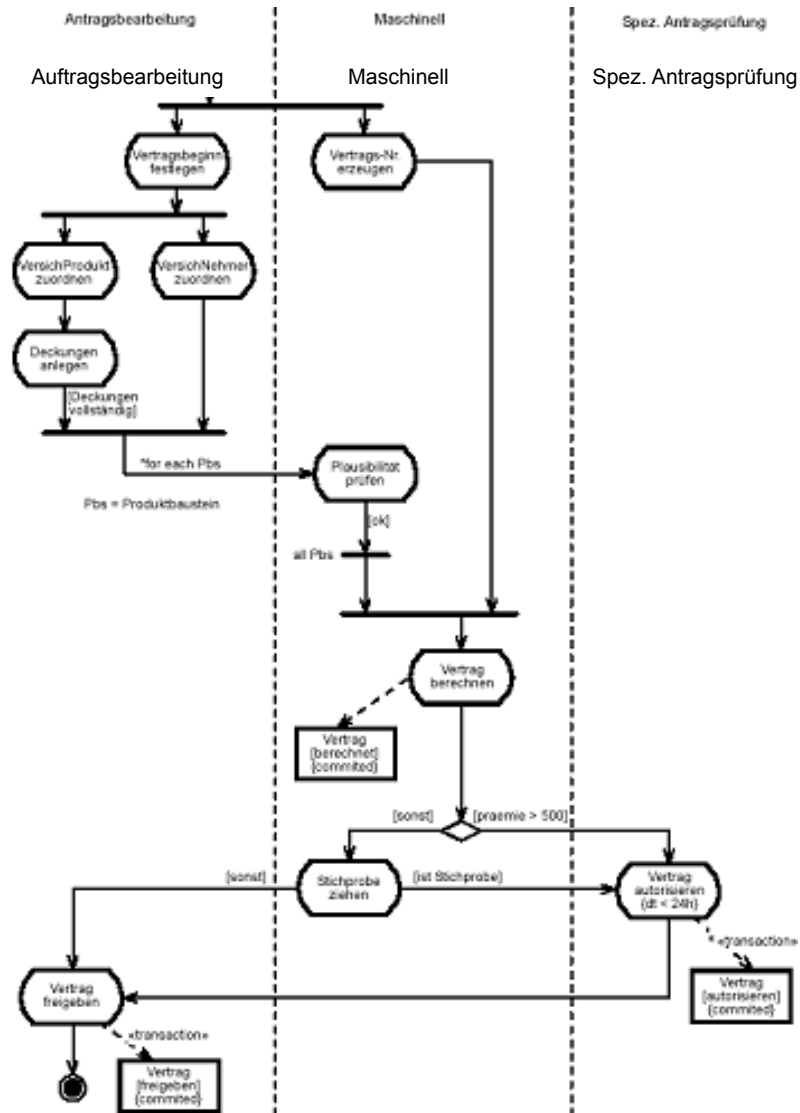 Antragsbearbeitung
Maschinell
Spez. Antragsprüfung
Auftragsbearbeitung
Maschinell
Spez. Antragsprüfung
Vertragsbeginn
festlegen
Vertrags-Nr.
erzeugen
VersichProdukt
zuordnen
VersichNehmer
zuordnen
Deckungen
anlegen
[Deckungen
vollständig]
*for each Pbs
Plausibilität
prüfen
Pbs = Produktbaustein
[ok]
all Pbs
Vertrag
berechnen
Vertrag
[berechnet]
{commited}
[sonst]
[praemie > 500]
[sonst]
Stichprobe
ziehen
[ist Stichprobe]
Vertrag
autorisieren
{dt < 24h}
«transaction»
Vertrag
[autorisieren]
{commited}
Vertrag
freigeben
«transaction»
Vertrag
[freigeben]
{commited}